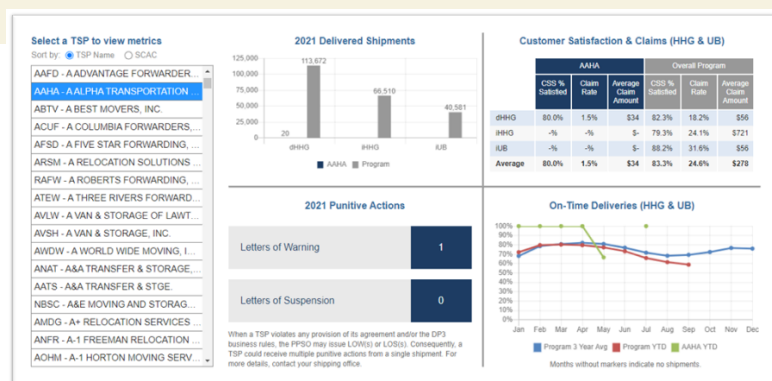 Select a TSP to view metrics
Sort by: TSP Name SCAC
AAFD - A ADVANTAGE FORWARDER...
AAHA - A ALPHA TRANSPORTATION ...
ABTV - A BEST MOVERS, INC.
ACUF - A COLUMBIA FORWARDERS,...
AFSD - A FIVE STAR FORWARDING, ...
ARSM - A RELOCATION SOLUTIONS ...
RAFW - A ROBERTS FORWARDING, ...
ATEW - A THREE RIVERS FORWARD...
AVLW - A VAN & STORAGE OF LAWT...
AVSH - A VAN & STORAGE, INC.
AWDW - A WORLD WIDE MOVING, I...
ANAT - A&A TRANSFER & STORAGE,...
AATS - A&A TRANSFER & STGE.
NBSC - A&E MOVING AND STORAG...
AMDG - A+ RELOCATION SERVICES ...
ANFR - A-1 FREEMAN RELOCATION ...
AOHM - A-1 HORTON MOVING SERV...
2021 Delivered Shipments
125,000
100,000
75,000
50,000
25,000
0
20
113,672
66,510
40,581
dHHG iHHG iUB
AAHA Program
Customer Satisfaction & Claims (HHG & UB)
AAHA Overall Program
CSS % Satisfied Claim Rate Average Claim Amount CSS % Satisfied Claim Rate Average Claim Amount
dHHG 80.0% 1.5% $34 82.3% 18.2% $56
iHHG -% -% $- 79.3% 24.1% $721
iUB -% -% $- 88.2% 31.6% $56
Average 80.0% 1.5% $34 83.3% 24.6% $278
2021 Punitive Actions
Letters of Warning 1
Letters of Suspension 0
When a TSP violates any provision of its agreement and/or the DP3
business rules, the PPSO may issue LOW(s) or LOS(s). Consequently, a
TSP could receive multiple punitive actions from a single shipment. For
more details, contact your shipping office.
On-Time Deliveries (HHG & UB)
100%
90%
80%
70%
60%
50%
40%
30%
20%
10%
0%
Jan Feb Mar Apr May Jun Jul Aug Sep Oct Nov Dec
Program 3 Year Avg Program YTD AAHA YTD
Months without markers indicate no shipments.